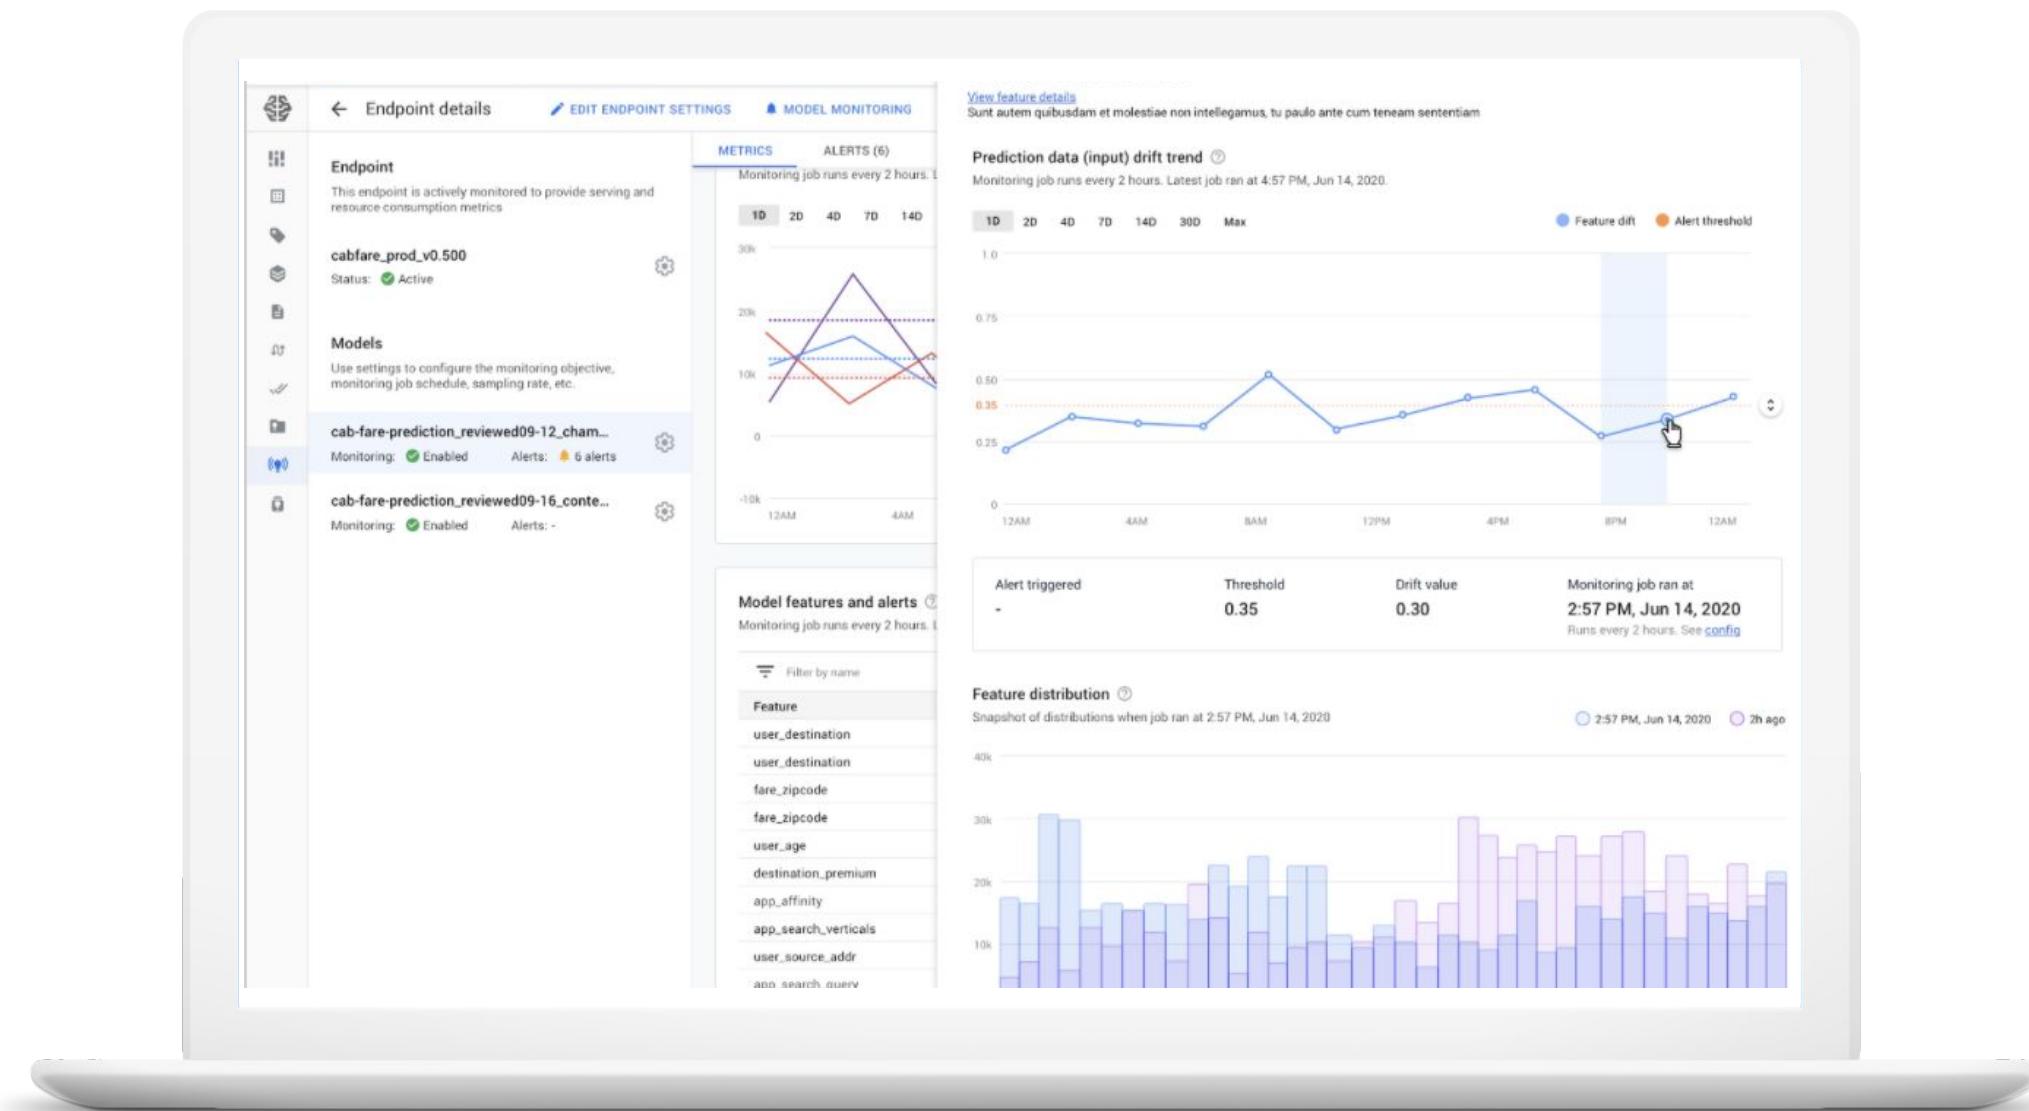 Endpoint details
EDIT ENDPOINT SETTINGS
MODEL MONITORING
Endpoint
This endpoint is actively monitored to provide serving and
resource consumption metrics
cabfare_prod_v0.500
Status: Active
Models
Use settings to configure the monitoring objective,
monitoring job schedule, sampling rate, etc.
cab-fare-prediction_reviewed09-12_cham...
Monitoring: Enabled Alerts: 6 alerts
cab-fare-prediction_reviewed09-16_conte...
Monitoring: Enabled Alerts: -
METRICS ALERTS (6)
Monitoring job runs every 2 hours. L
1D 2D 4D 7D 14D
30k
20k
10k
0
-10k
12AM 4AM
Model features and alerts
Monitoring job runs every 2 hours. L
Filter by name
Feature
user_destination
user_destination
fare_zipcode
fare_zipcode
user_age
destination_premium
app_affinity
app_search_verticals
user_source_addr
app_search_query
View feature details
Sunt autem quibusdam et molestiae non intellegamus, tu paulo ante cum teneam sententiam
Prediction data (input) drift trend
Monitoring job runs every 2 hours. Latest job ran at 4:57 PM, Jun 14, 2020.
1D 2D 4D 7D 14D 30D Max
Feature dift Alert threshold
1.0
0.75
0.50
0.35
0.25
0
12AM 4AM 8AM 12PM 4PM 8PM 12AM
Alert triggered Threshold Drift value Monitoring job ran at
- 0.35 0.30 2:57 PM, Jun 14, 2020
Runs every 2 hours. See config
Feature distribution
Snapshot of distributions when job ran at 2:57 PM, Jun 14, 2020
2:57 PM, Jun 14, 2020 2h ago
40k
30k
20k
10k